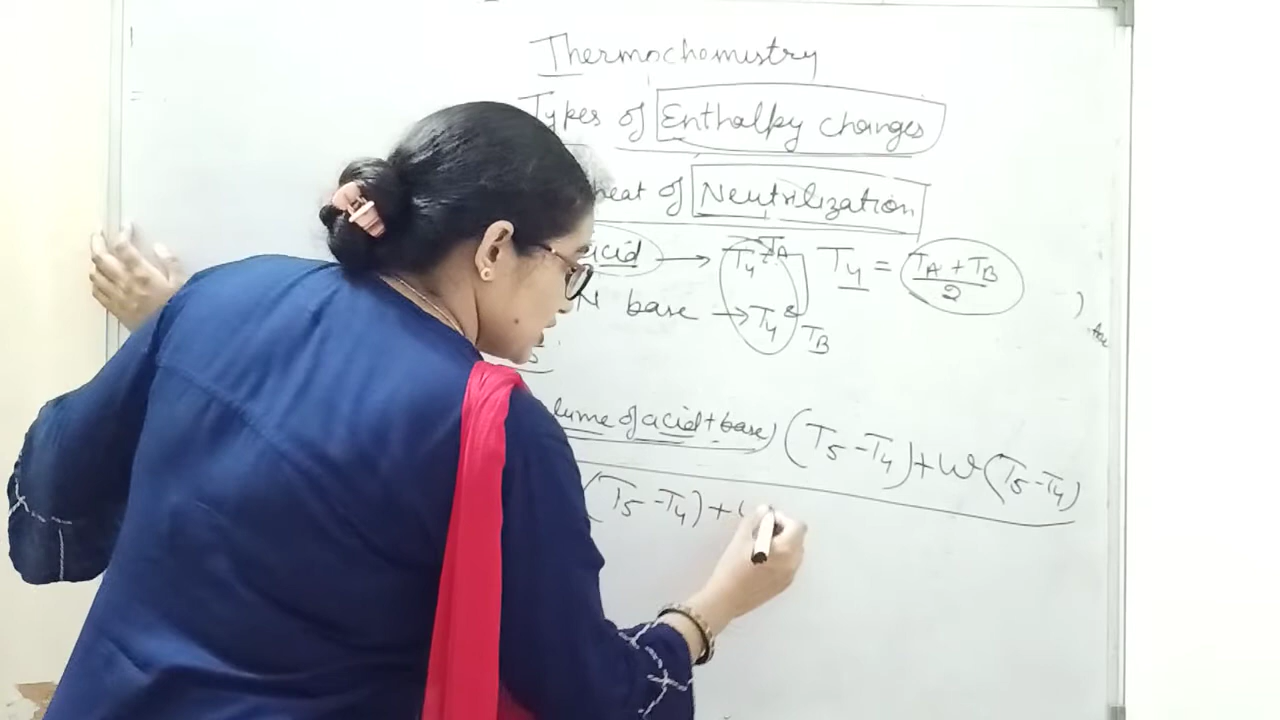 Thermochemistry
Types of Enthalpy changes
heat of Neutrilization
acid → T4 = TA T4 = TA + TB / 2
N base → T4 = TB
lume of acid + base) (T5 - T4) + W (T5 - T4)
(T5 - T4) +